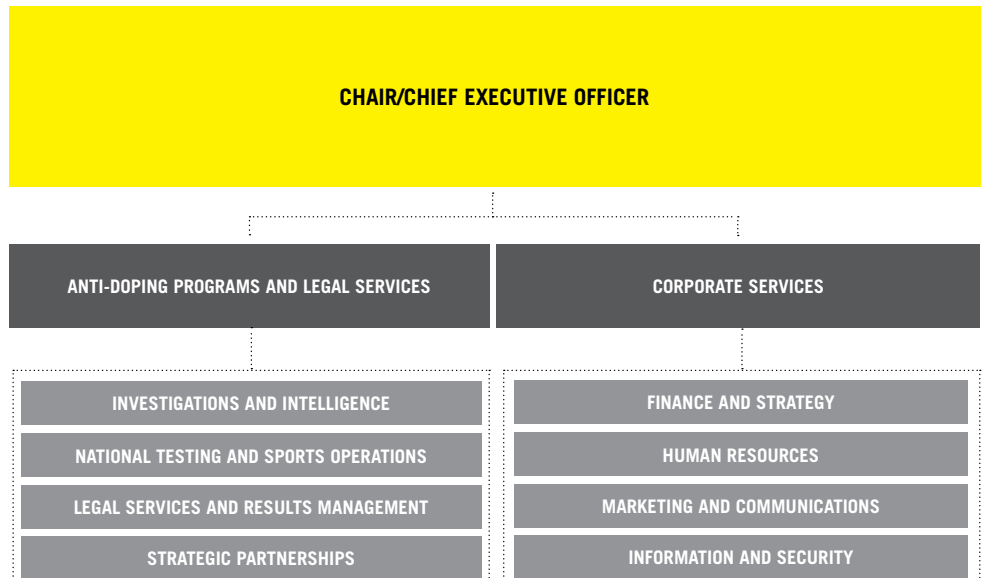 CHAIR/CHIEF EXECUTIVE OFFICER
ANTI-DOPING PROGRAMS AND LEGAL SERVICES
CORPORATE SERVICES
INVESTIGATIONS AND INTELLIGENCE
NATIONAL TESTING AND SPORTS OPERATIONS
LEGAL SERVICES AND RESULTS MANAGEMENT
STRATEGIC PARTNERSHIPS
FINANCE AND STRATEGY
HUMAN RESOURCES
MARKETING AND COMMUNICATIONS
INFORMATION AND SECURITY